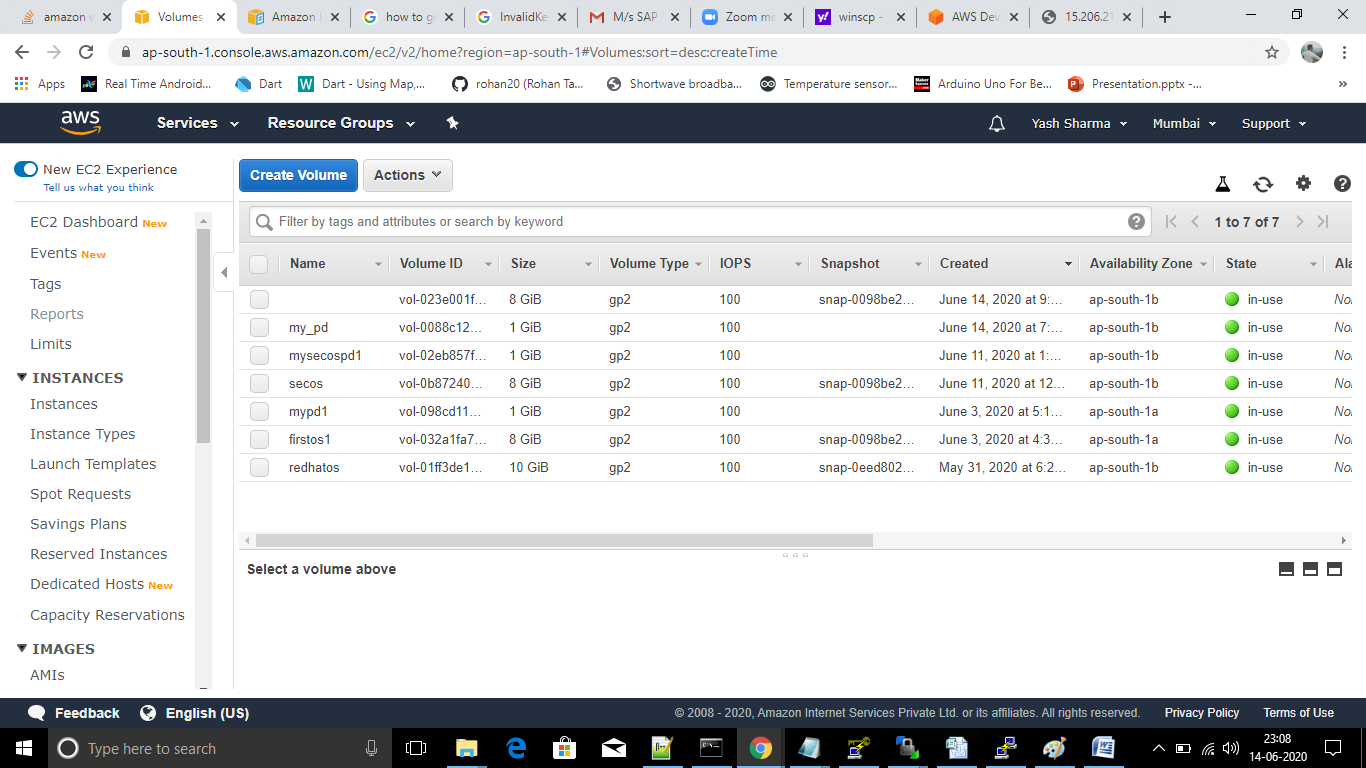 amazon w
Volumes
Amazon
how to g
InvalidKe
M/s SAP
Zoom me
winscp -
AWS Dev
15.206.21
ap-south-1.console.aws.amazon.com/ec2/v2/home?region=ap-south-1#Volumes:sort=desc:createTime
Apps
Real Time Android...
Dart
Dart - Using Map,...
rohan20 (Rohan Ta...
Shortwave broadba...
Temperature sensor...
Arduino Uno For Be...
Presentation.pptx -...
aws
Services
Resource Groups
Yash Sharma
Mumbai
Support
New EC2 Experience
Tell us what you think
EC2 Dashboard New
Events New
Tags
Reports
Limits
INSTANCES
Instances
Instance Types
Launch Templates
Spot Requests
Savings Plans
Reserved Instances
Dedicated Hosts New
Capacity Reservations
IMAGES
AMIs
Create Volume
Actions
Filter by tags and attributes or search by keyword
1 to 7 of 7
Name Volume ID Size Volume Type IOPS Snapshot Created Availability Zone State Ala
vol-023e001f... 8 GiB gp2 100 snap-0098be2... June 14, 2020 at 9:... ap-south-1b in-use No
my_pd vol-0088c12... 1 GiB gp2 100 June 14, 2020 at 7:... ap-south-1b in-use No
mysecospd1 vol-02eb857f... 1 GiB gp2 100 June 11, 2020 at 1:... ap-south-1b in-use No
secos vol-0b87240... 8 GiB gp2 100 snap-0098be2... June 11, 2020 at 12... ap-south-1b in-use No
mypd1 vol-098cd11... 1 GiB gp2 100 June 3, 2020 at 5:1... ap-south-1a in-use No
firstos1 vol-032a1fa7... 8 GiB gp2 100 snap-0098be2... June 3, 2020 at 4:3... ap-south-1a in-use No
redhatos vol-01ff3de1... 10 GiB gp2 100 snap-0eed802... May 31, 2020 at 6:2... ap-south-1b in-use No
Select a volume above
Feedback
English (US)
© 2008 - 2020, Amazon Internet Services Private Ltd. or its affiliates. All rights reserved.
Privacy Policy
Terms of Use
Type here to search
23:08
14-06-2020